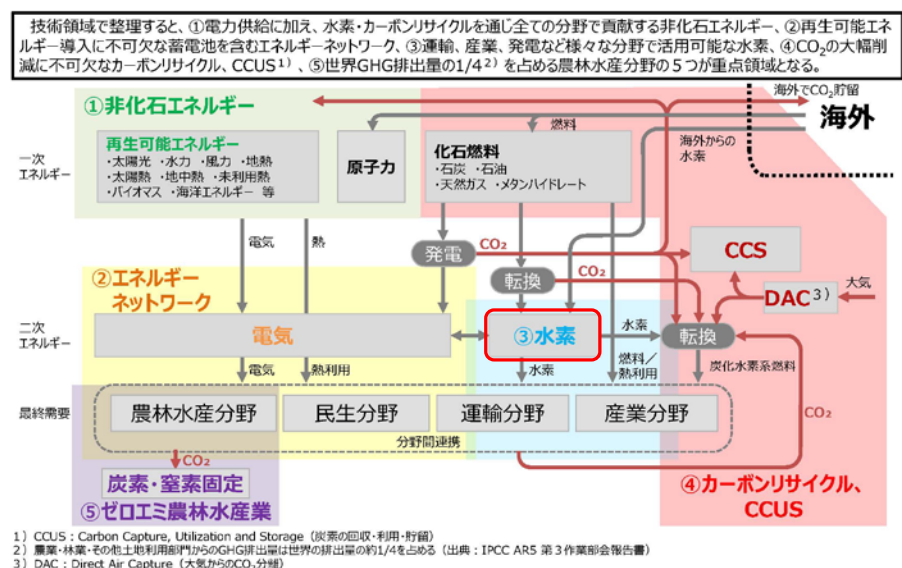 技術領域で整理すると、①電力供給に加え、水素・カーボンリサイクルを通じ全ての分野で貢献する非化石エネルギー、②再生可能エネ
ルギー導入に不可欠な蓄電池を含むエネルギーネットワーク、③運輸、産業、発電など様々な分野で活用可能な水素、④CO₂の大幅削
減に不可欠なカーボンリサイクル、CCUS¹⁾、⑤世界GHG排出量の1/4²⁾を占める農林水産分野の5つが重点領域となる。
海外でCO₂貯留
①非化石エネルギー
海外
燃料
再生可能エネルギー
・太陽光 ・水力 ・風力 ・地熱
・太陽熱 ・地中熱 ・未利用熱
・バイオマス ・海洋エネルギー 等
原子力
化石燃料
・石炭 ・石油
・天然ガス ・メタンハイドレート
海外からの
水素
一次
エネルギー
電気
熱
発電
CO₂
CCS
転換
CO₂
②エネルギー
ネットワーク
DAC³⁾
大気
二次
エネルギー
電気
③水素
水素
転換
電気
熱利用
水素
燃料/
熱利用
炭化水素系燃料
最終需要
農林水産分野
民生分野
運輸分野
産業分野
CO₂
分野間連携
CO₂
炭素・窒素固定
⑤ゼロエミ農林水産業
④カーボンリサイクル、
CCUS
1）CCUS：Carbon Capture, Utilization and Storage（炭素の回収・利用・貯留）
2）農業・林業・その他土地利用部門からのGHG排出量は世界の排出量の約1/4を占める（出典：IPCC AR5 第3作業部会報告書）
3）DAC：Direct Air Capture（大気からのCO₂分離）